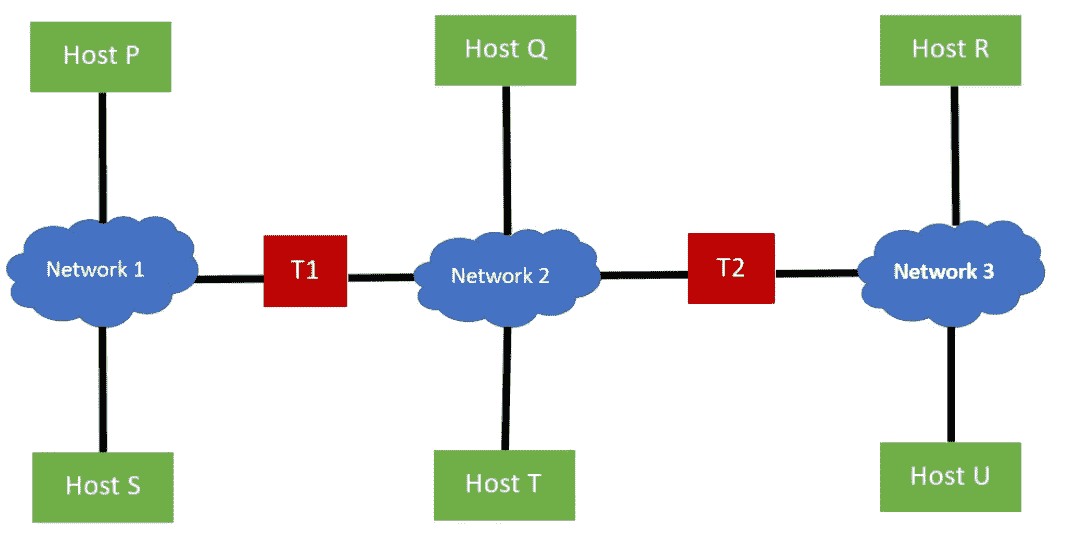 Host P
Host Q
Host R
Network 1
T1
Network 2
T2
Network 3
Host S
Host T
Host U